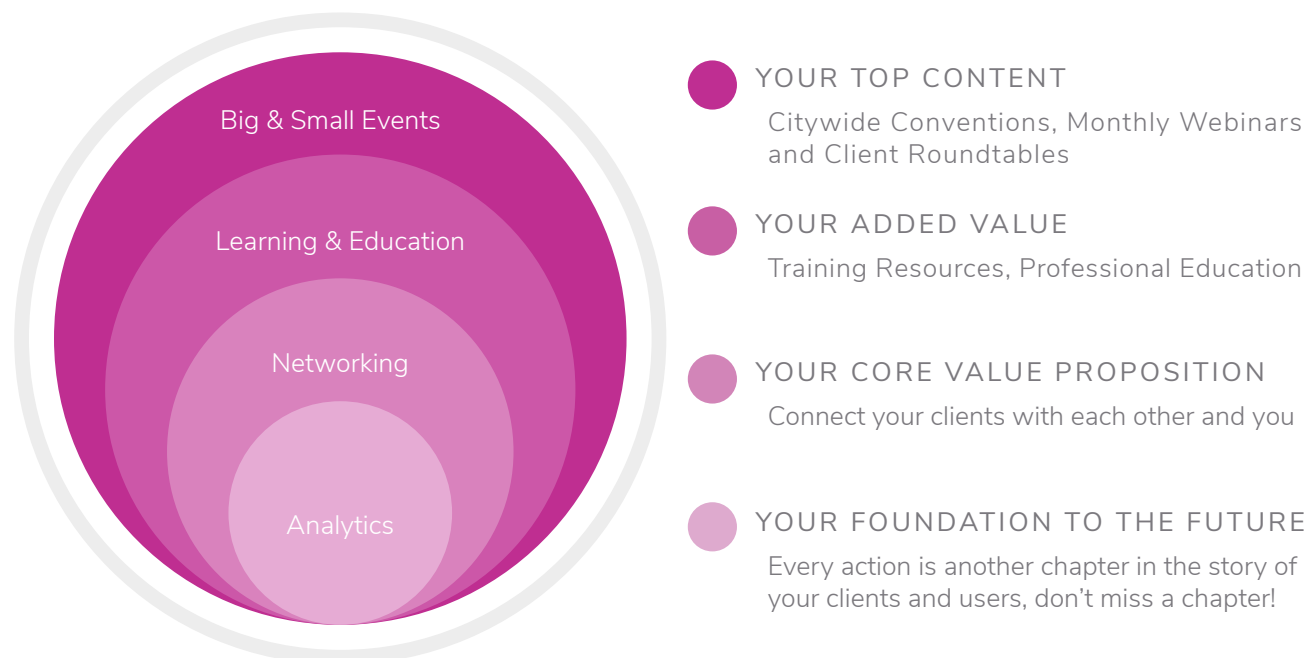 Big & Small Events
Learning & Education
Networking
Analytics
YOUR TOP CONTENT
Citywide Conventions, Monthly Webinars
and Client Roundtables
YOUR ADDED VALUE
Training Resources, Professional Education
YOUR CORE VALUE PROPOSITION
Connect your clients with each other and you
YOUR FOUNDATION TO THE FUTURE
Every action is another chapter in the story of
your clients and users, don’t miss a chapter!